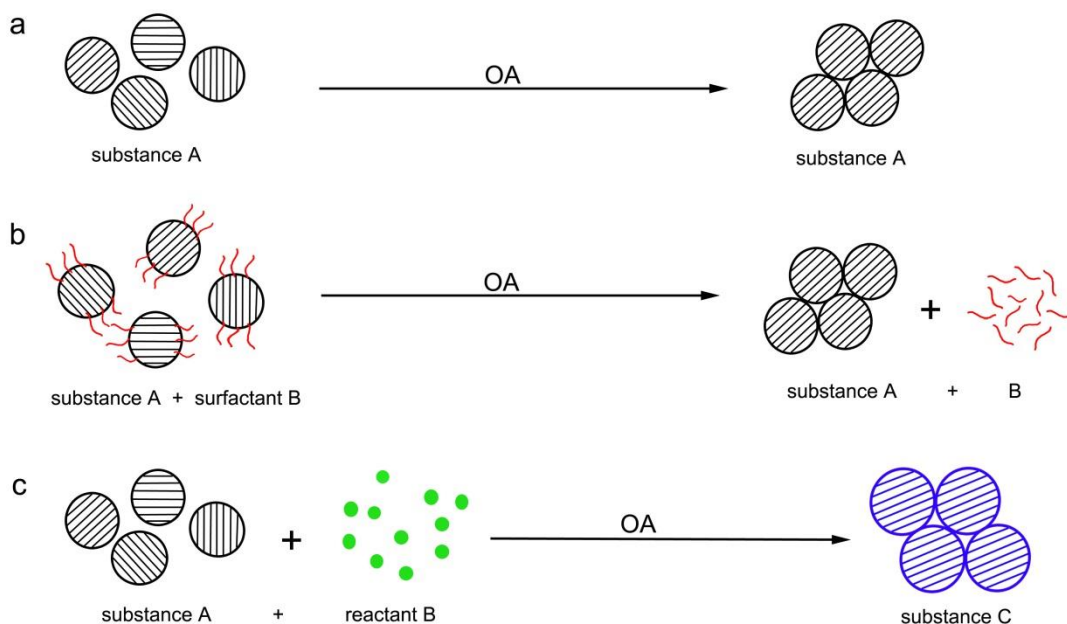 a
OA
substance A
substance A
b
OA
+
substance A + surfactant B
substance A + B
c
+
OA
substance A + reactant B
substance C